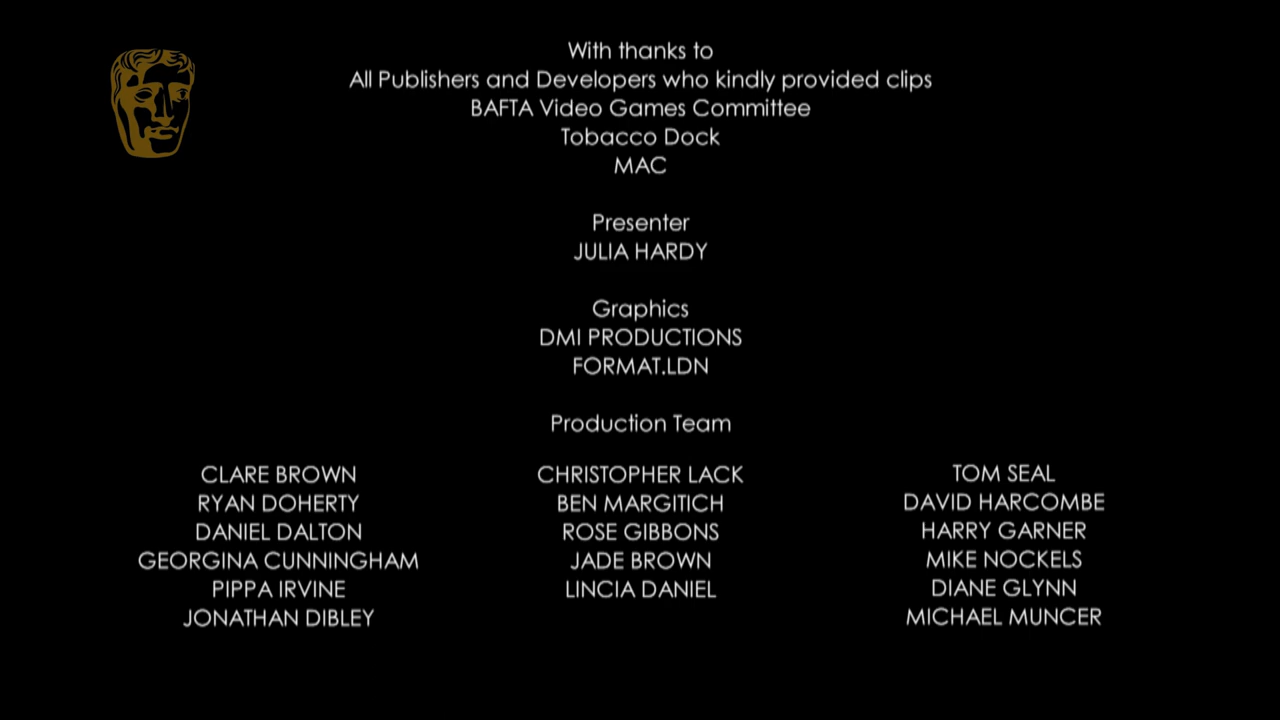 With thanks to
All Publishers and Developers who kindly provided clips
BAFTA Video Games Committee
Tobacco Dock
MAC
Presenter
JULIA HARDY
Graphics
DMI PRODUCTIONS
FORMAT.LDN
Production Team
CLARE BROWN
RYAN DOHERTY
DANIEL DALTON
GEORGINA CUNNINGHAM
PIPPA IRVINE
JONATHAN DIBLEY
CHRISTOPHER LACK
BEN MARGITICH
ROSE GIBBONS
JADE BROWN
LINCIA DANIEL
TOM SEAL
DAVID HARCOMBE
HARRY GARNER
MIKE NOCKELS
DIANE GLYNN
MICHAEL MUNCER